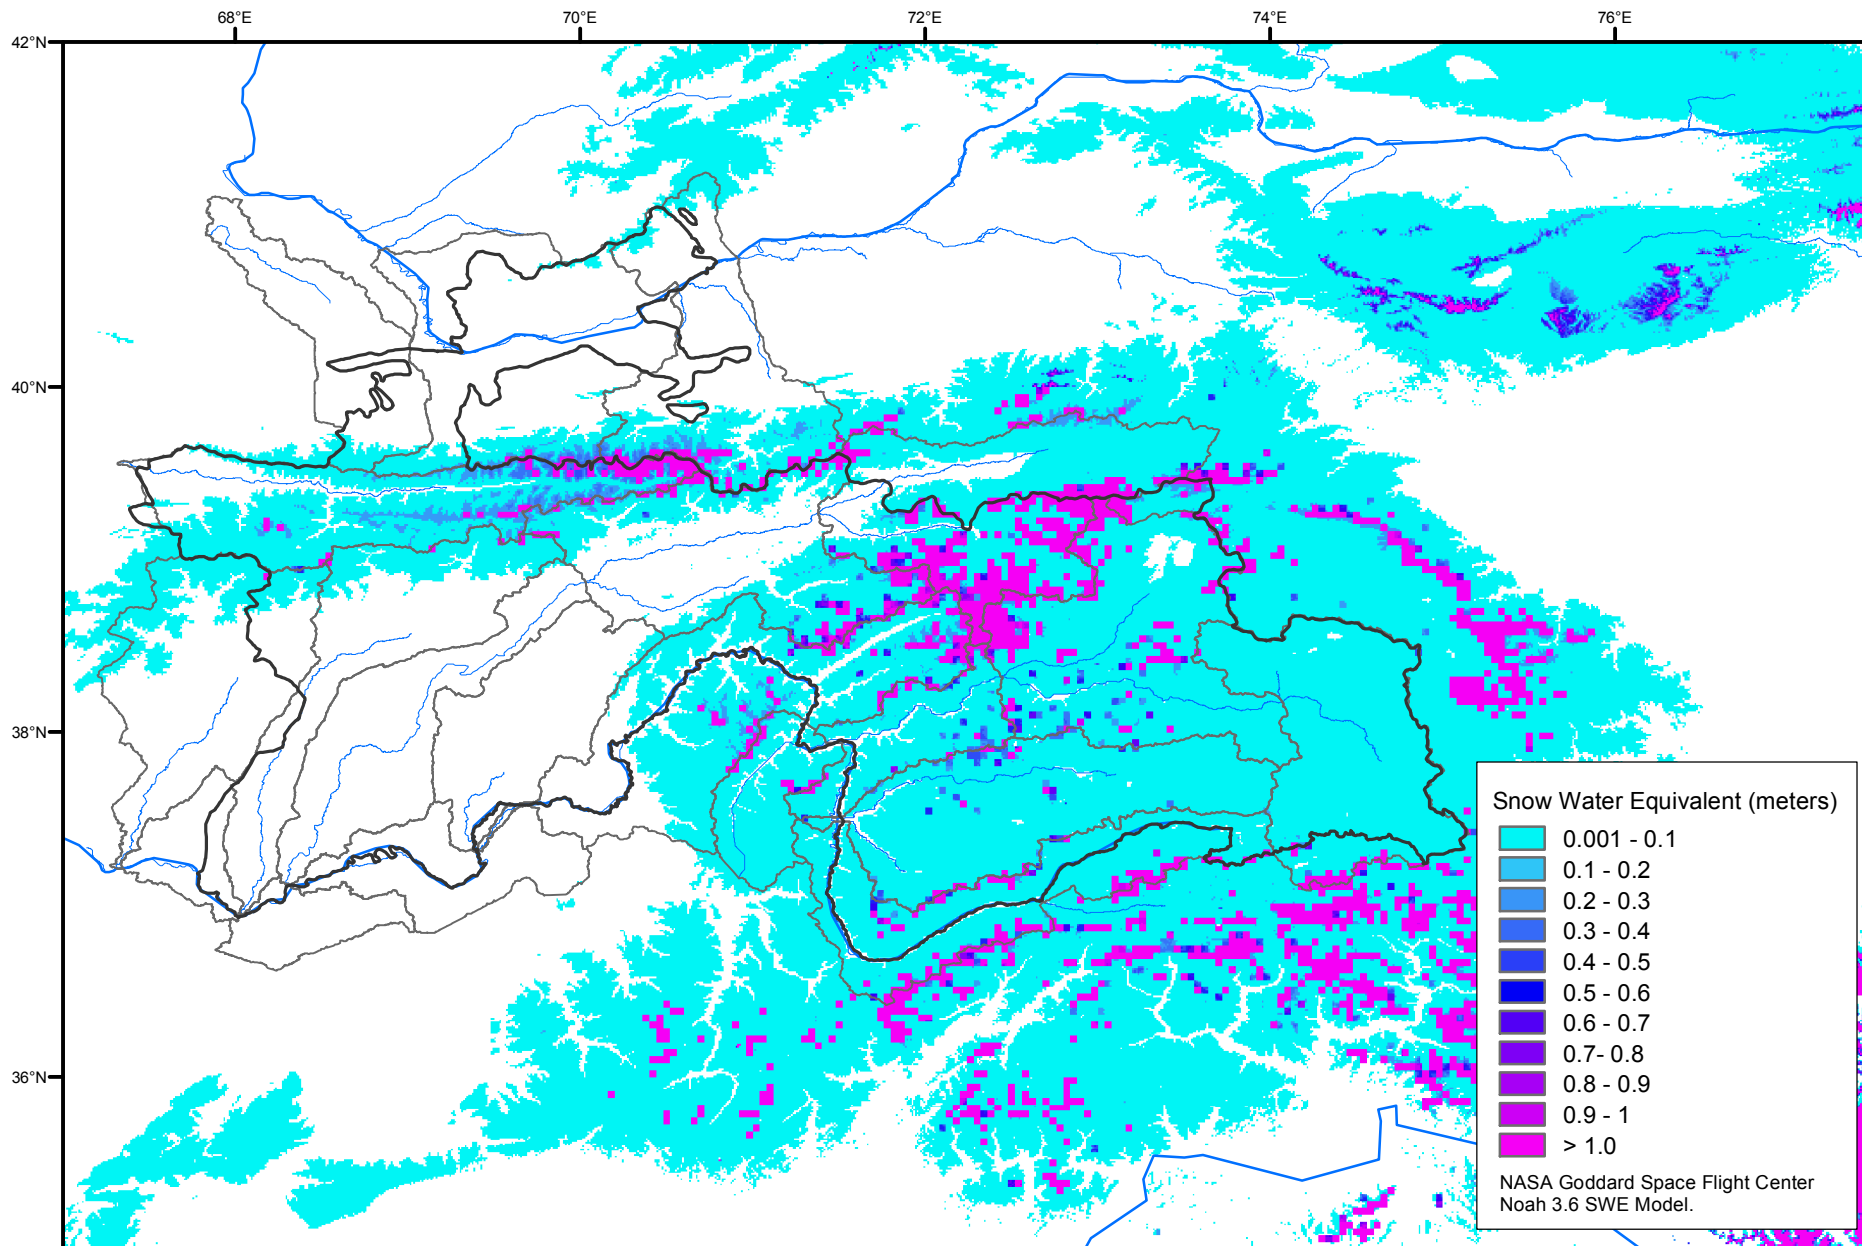 68°E 70°E 72°E 74°E 76°E
42°N
40°N
38°N
36°N
Snow Water Equivalent (meters)
0.001 - 0.1
0.1 - 0.2
0.2 - 0.3
0.3 - 0.4
0.4 - 0.5
0.5 - 0.6
0.6 - 0.7
0.7- 0.8
0.8 - 0.9
0.9 - 1
> 1.0
NASA Goddard Space Flight Center
Noah 3.6 SWE Model.